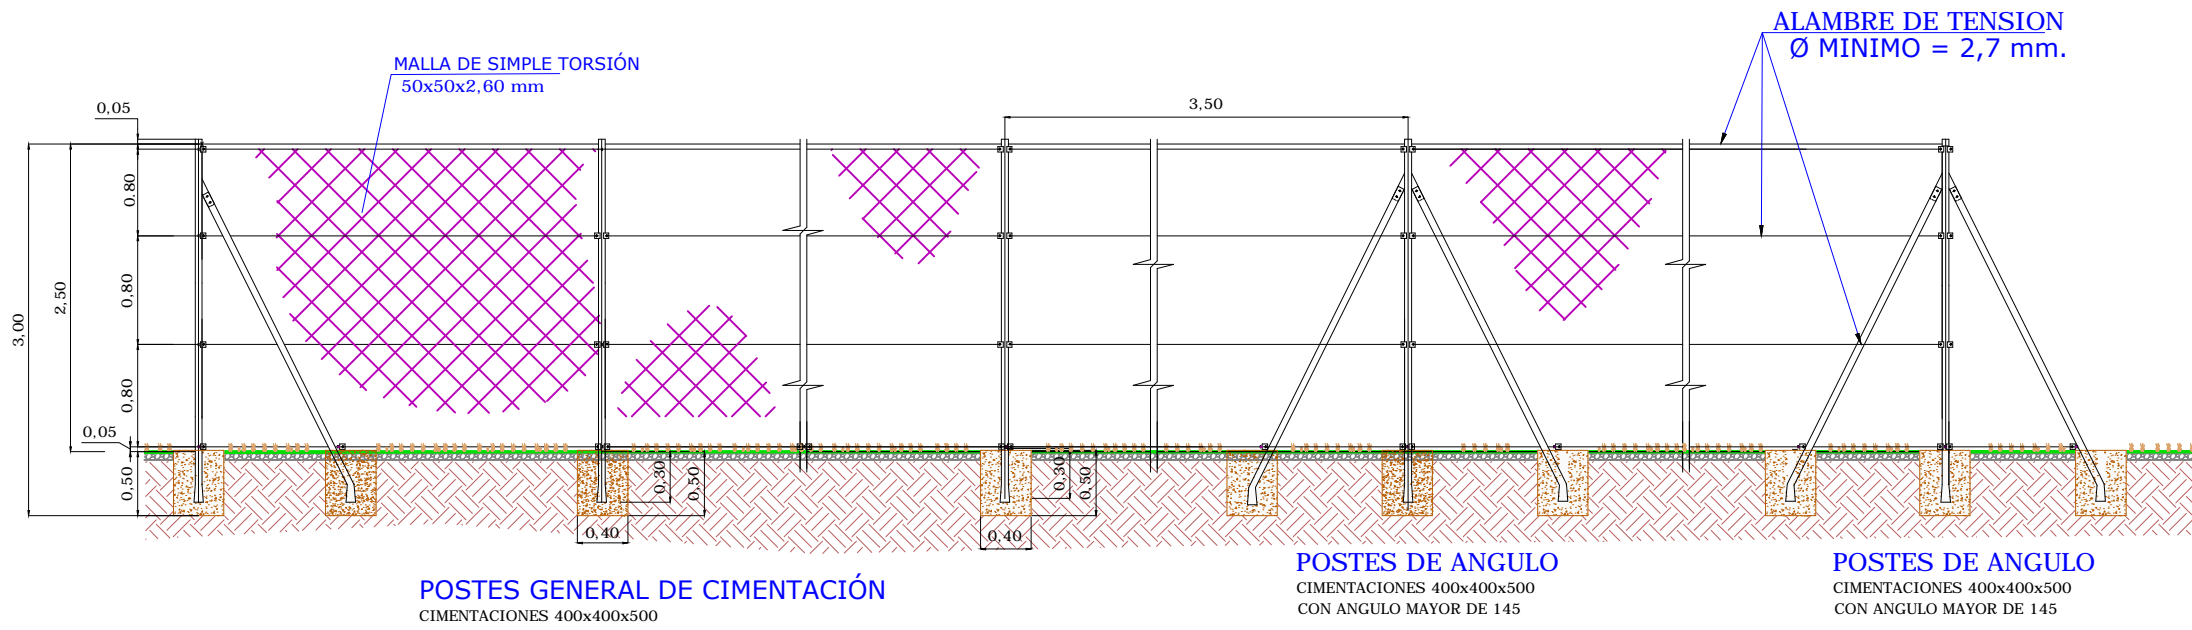 ALAMBRE DE TENSION
Ø MINIMO = 2,7 mm.
MALLA DE SIMPLE TORSIÓN
50x50x2,60 mm
0,05
3,50
0,80
0,80
0,80
2,50
3,00
0,05
0,50
0,30
0,50
0,40
0,30
0,50
0,40
POSTES GENERAL DE CIMENTACIÓN
CIMENTACIONES 400x400x500
POSTES DE ANGULO
CIMENTACIONES 400x400x500
CON ANGULO MAYOR DE 145
POSTES DE ANGULO
CIMENTACIONES 400x400x500
CON ANGULO MAYOR DE 145